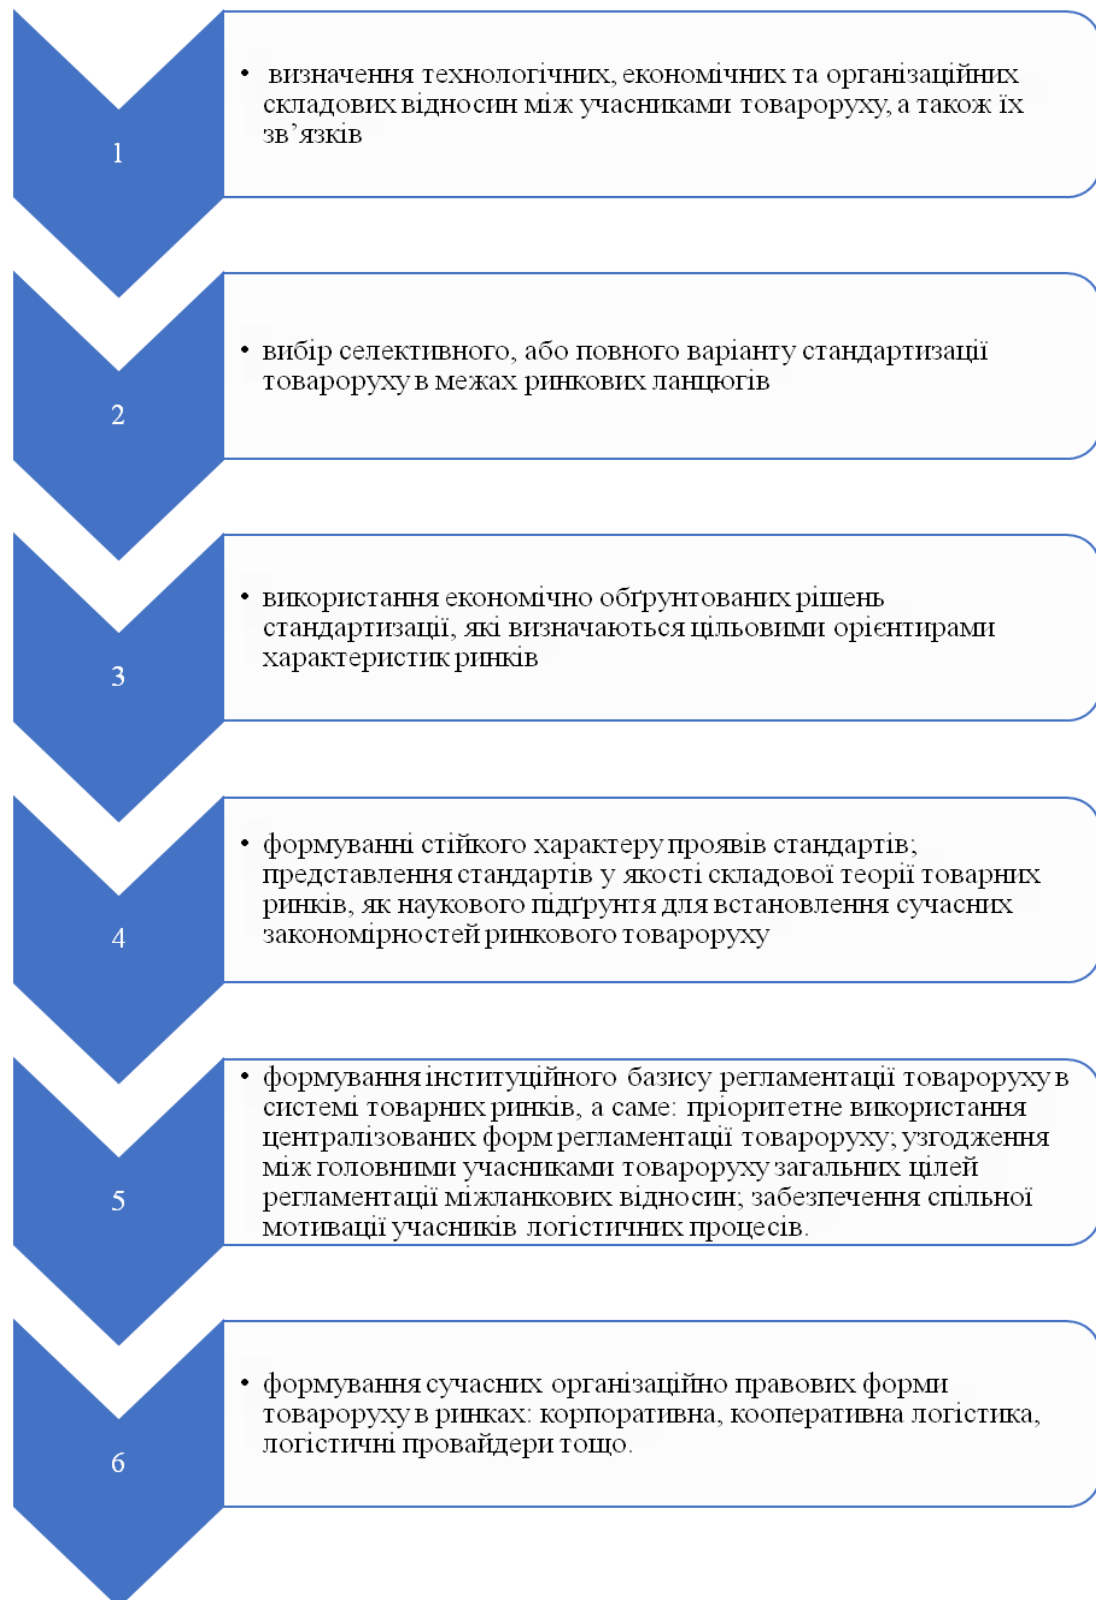 1
• визначення технологічних, економічних та організаційних
складових відносин між учасниками товароруху, а також їх
зв’язків
2
• вибір селективного, або повного варіанту стандартизації
товароруху в межах ринкових ланцюгів
3
• використання економічно обґрунтованих рішень
стандартизації, які визначаються цільовими орієнтирами
характеристик ринків
4
• формуванні стійкого характеру проявів стандартів;
представлення стандартів у якості складової теорії товарних
ринків, як наукового підґрунтя для встановлення сучасних
закономірностей ринкового товароруху
5
• формування інституційного базису регламентації товароруху в
системі товарних ринків, а саме: пріоритетне використання
централізованих форм регламентації товароруху; узгодження
між головними учасниками товароруху загальних цілей
регламентації міжланкових відносин; забезпечення спільної
мотивації учасників логістичних процесів.
6
• формування сучасних організаційно правових форми
товароруху в ринках: корпоративна, кооперативна логістика,
логістичні провайдери тощо.